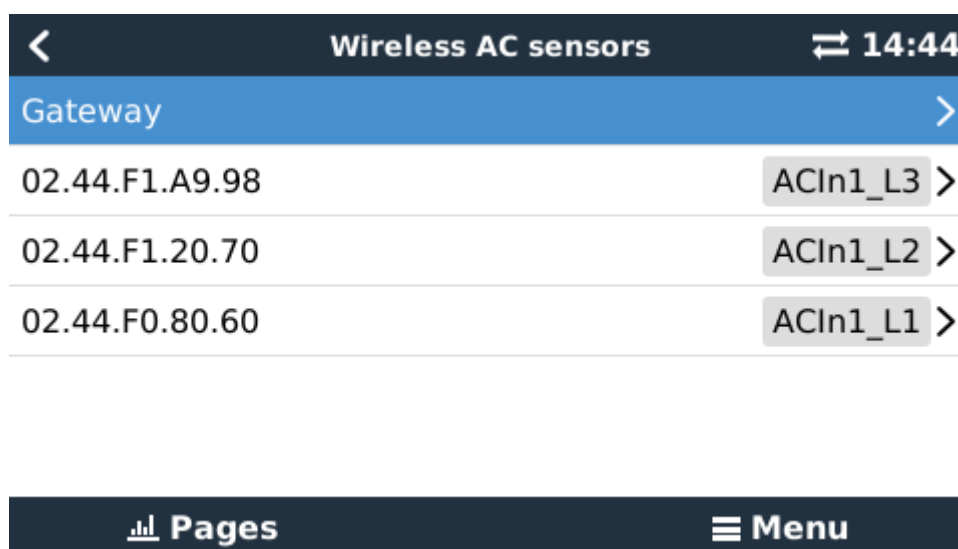 Wireless AC sensors 14:44
Gateway
02.44.F1.A9.98 ACIn1_L3
02.44.F1.20.70 ACIn1_L2
02.44.F0.80.60 ACIn1_L1
Pages Menu